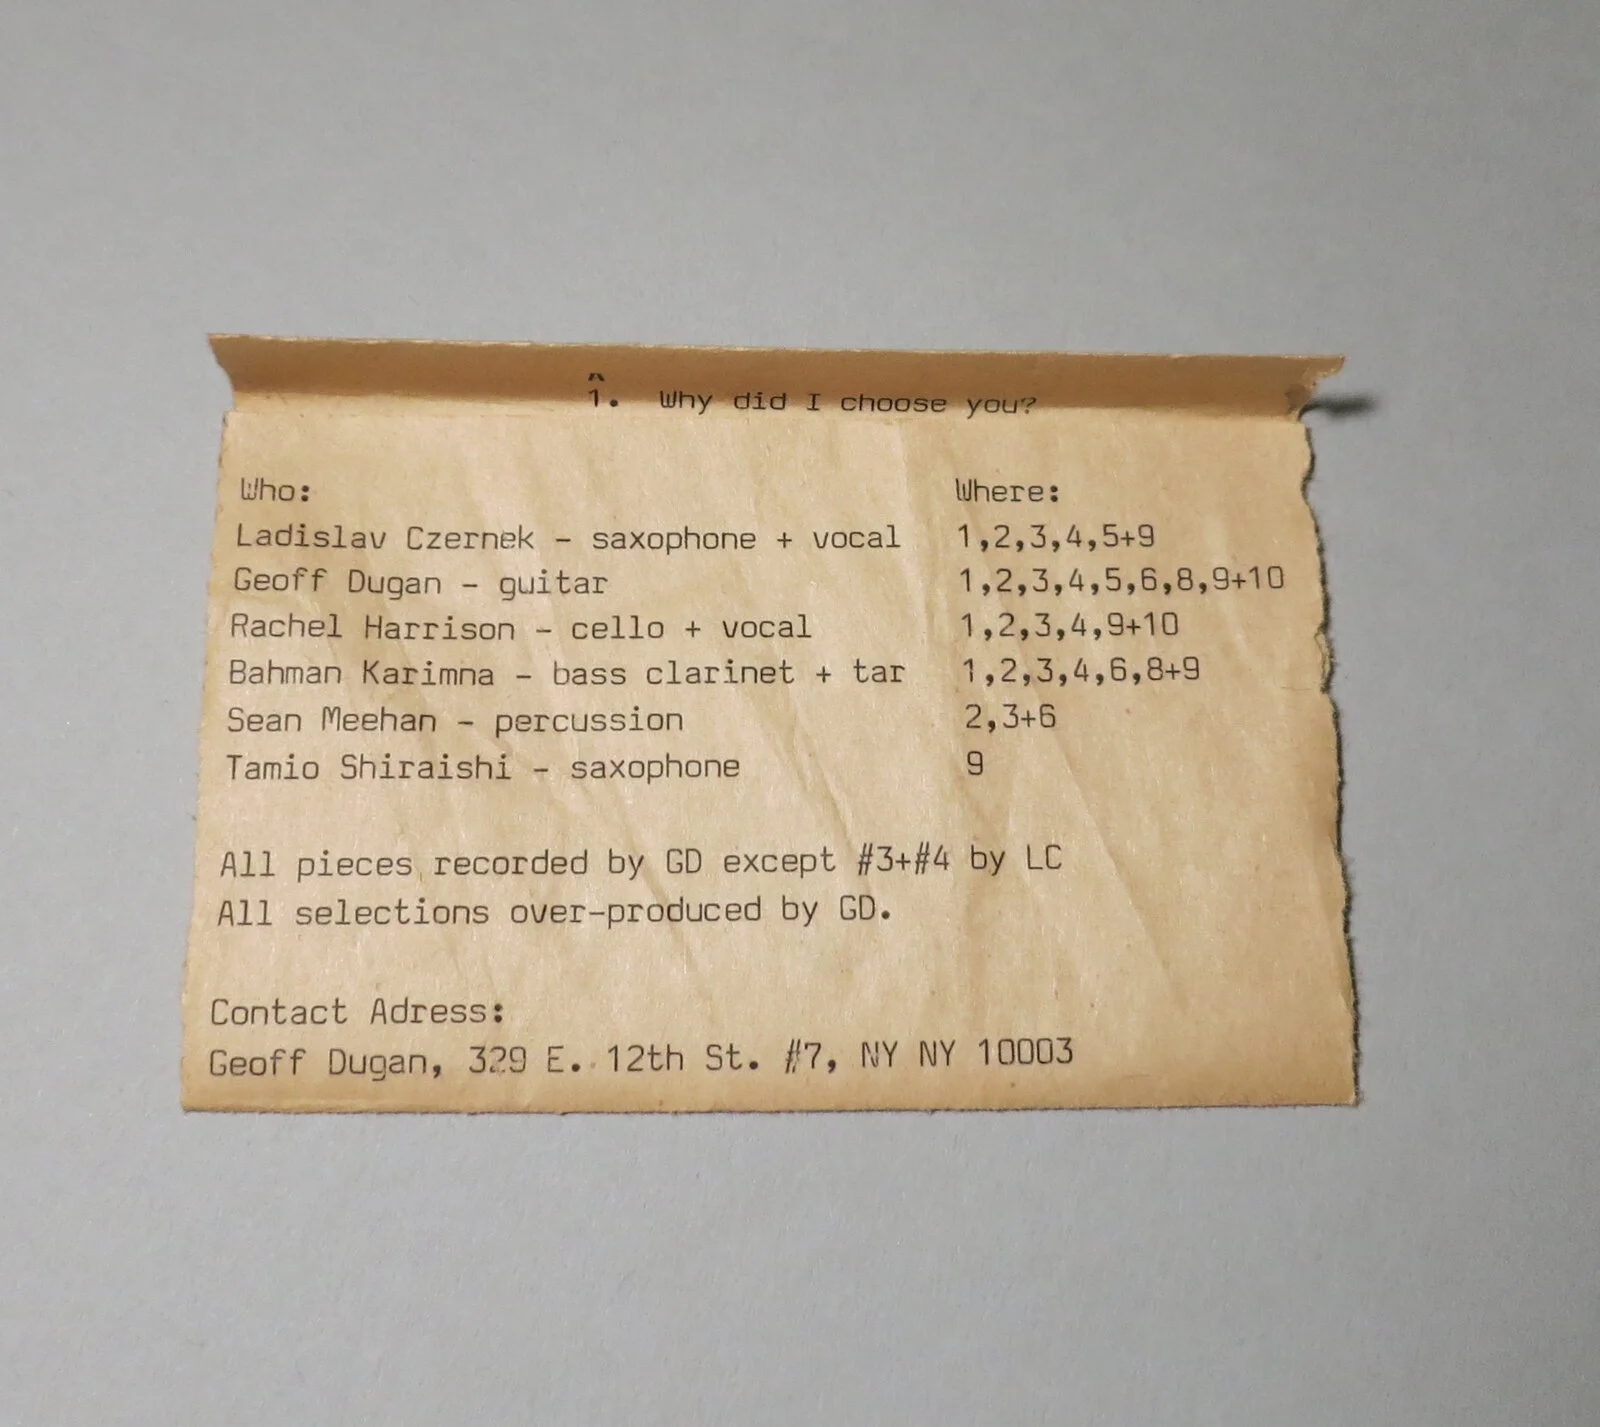 1. Why did I choose you?
Who: Where:
Ladislav Czernek - saxophone + vocal 1,2,3,4,5+9
Geoff Dugan - guitar 1,2,3,4,5,6,8,9+10
Rachel Harrison - cello + vocal 1,2,3,4,9+10
Bahman Karimna - bass clarinet + tar 1,2,3,4,6,8+9
Sean Meehan - percussion 2,3+6
Tamio Shiraishi - saxophone 9
All pieces recorded by GD except #3+#4 by LC
All selections over-produced by GD.
Contact Adress:
Geoff Dugan, 329 E. 12th St. #7, NY NY 10003